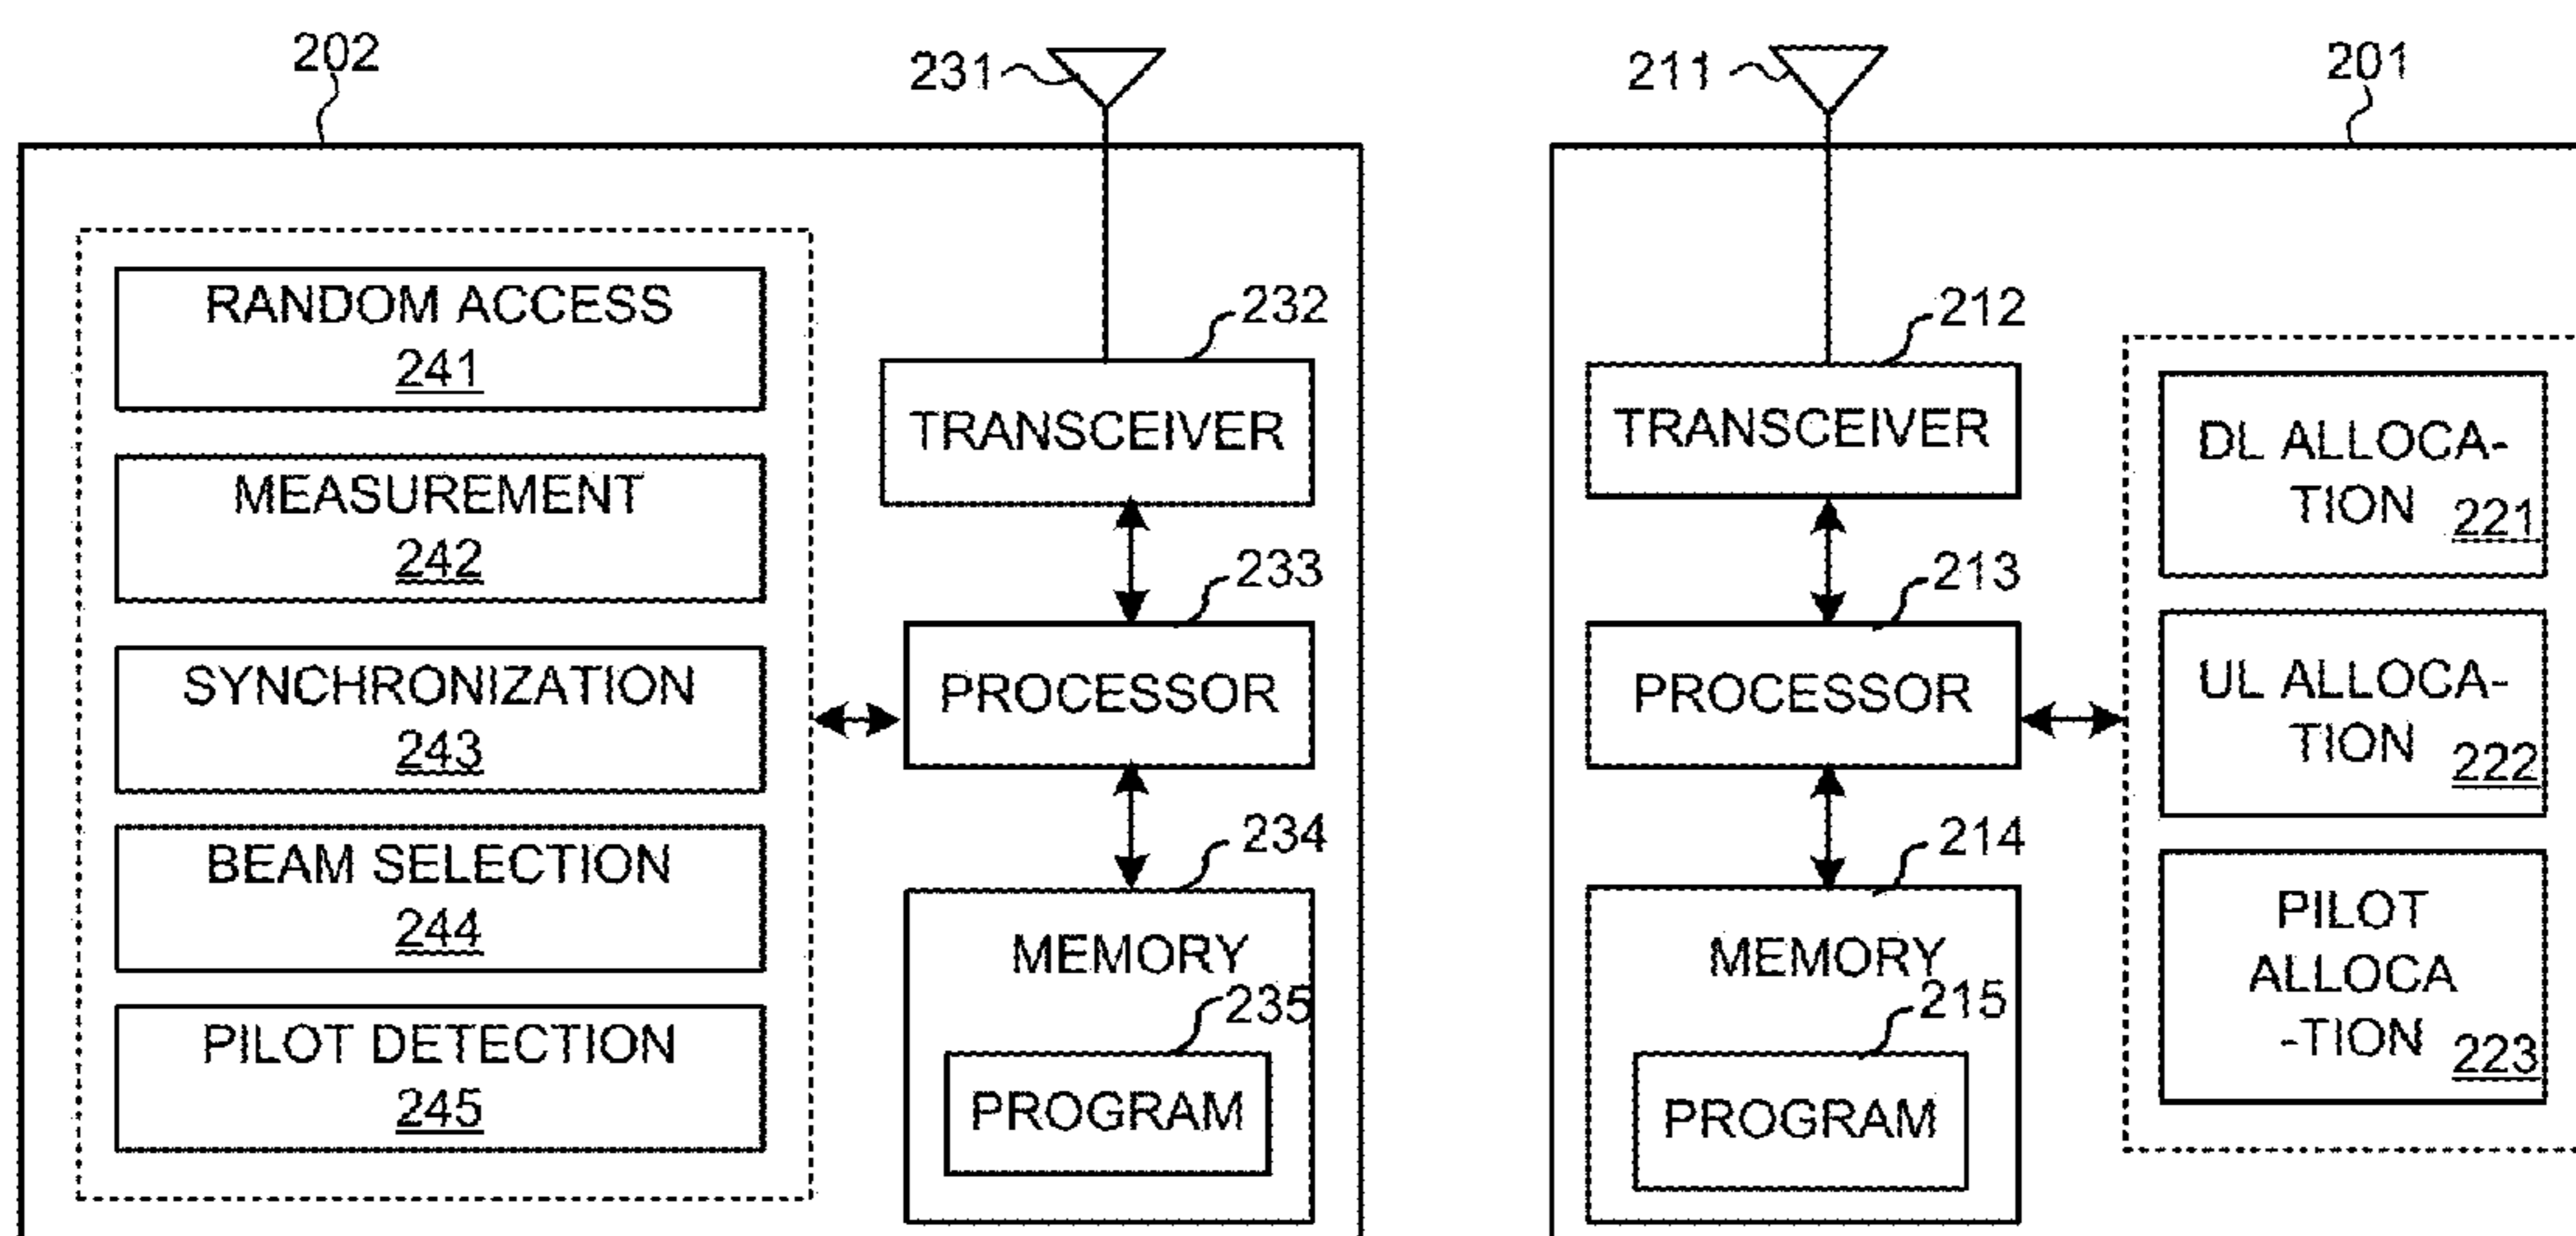 202
231
211
201
RANDOM ACCESS
241
MEASUREMENT
242
SYNCHRONIZATION
243
BEAM SELECTION
244
PILOT DETECTION
245
232
TRANSCEIVER
233
PROCESSOR
234
MEMORY
235
PROGRAM
212
TRANSCEIVER
213
PROCESSOR
214
MEMORY
215
PROGRAM
DL ALLOCA-
TION 221
UL ALLOCA-
TION 222
PILOT
ALLOCA
-TION 223